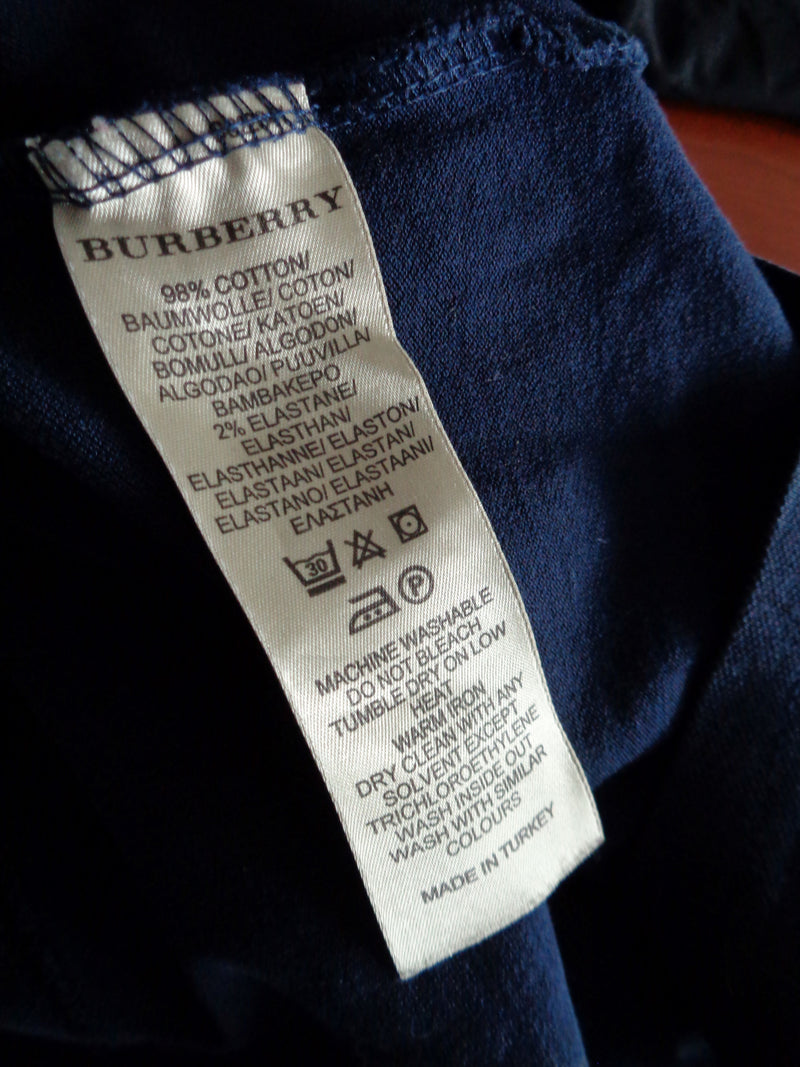 BURBERRY
98% COTTON/
BAUMWOLLE/ COTON/
COTONE/ KATOEN/
BOMULL/ ALGODON/
ALGODAO/ PUUVILLA/
BAMBAKEPO
2% ELASTANE/
ELASTHAN/
ELASTHANNE/ ELASTON/
ELASTAAN/ ELASTAN/
ELASTANO/ ELASTAANI/
ΕΛΑΣΤΑΝΗ
30
P
MACHINE WASHABLE
DO NOT BLEACH
TUMBLE DRY ON LOW
HEAT
WARM IRON
DRY CLEAN WITH ANY
SOLVENT EXCEPT
TRICHLOROETHYLENE
WASH INSIDE OUT
WASH WITH SIMILAR
COLOURS
MADE IN TURKEY